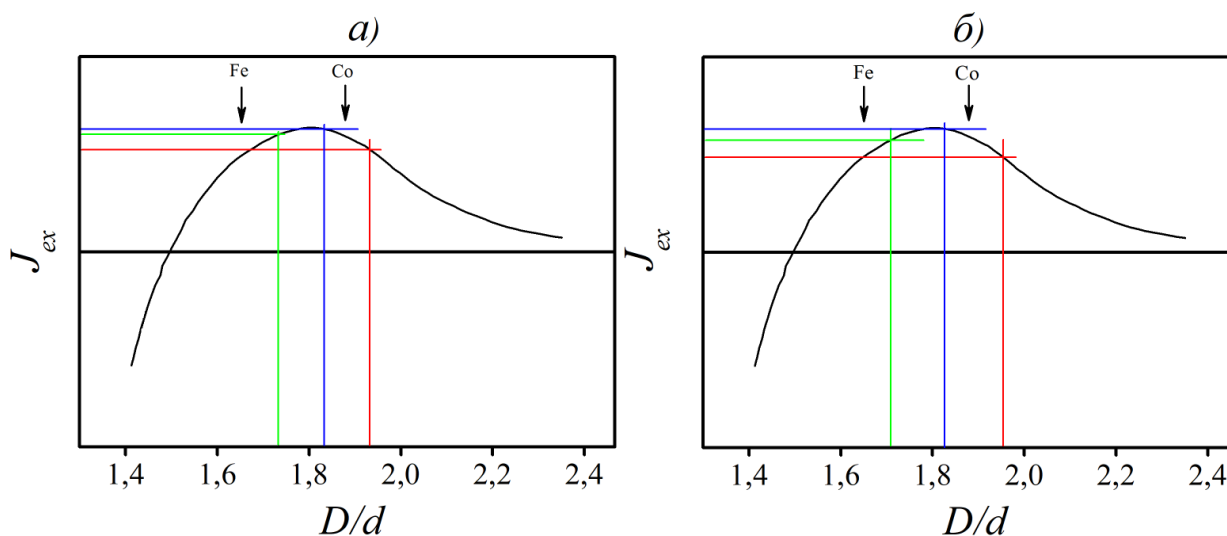 а)
Fe
Co
J_ex
1,4 1,6 1,8 2,0 2,2 2,4
D/d
б)
Fe
Co
J_ex
1,4 1,6 1,8 2,0 2,2 2,4
D/d